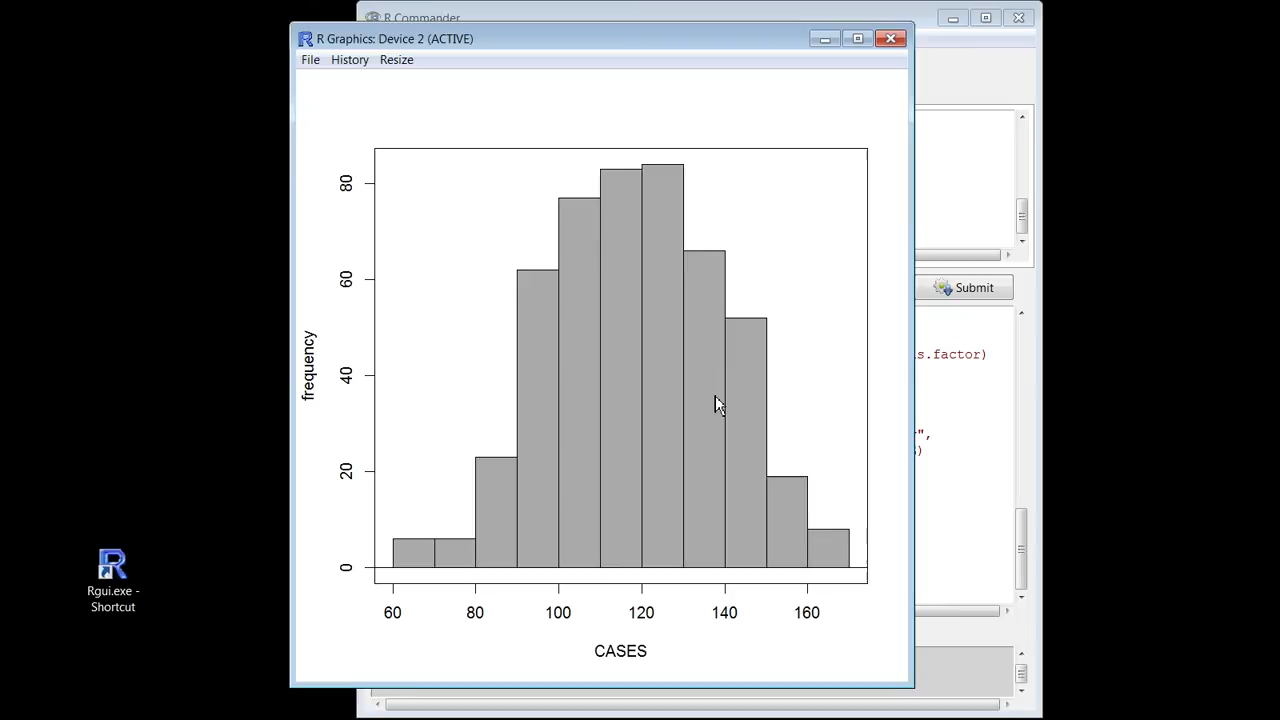 R Commander
R Graphics: Device 2 (ACTIVE)
File History Resize
80
60
40
20
0
frequency
60 80 100 120 140 160
CASES
Submit
s.factor)
",
)
Rgui.exe -
Shortcut